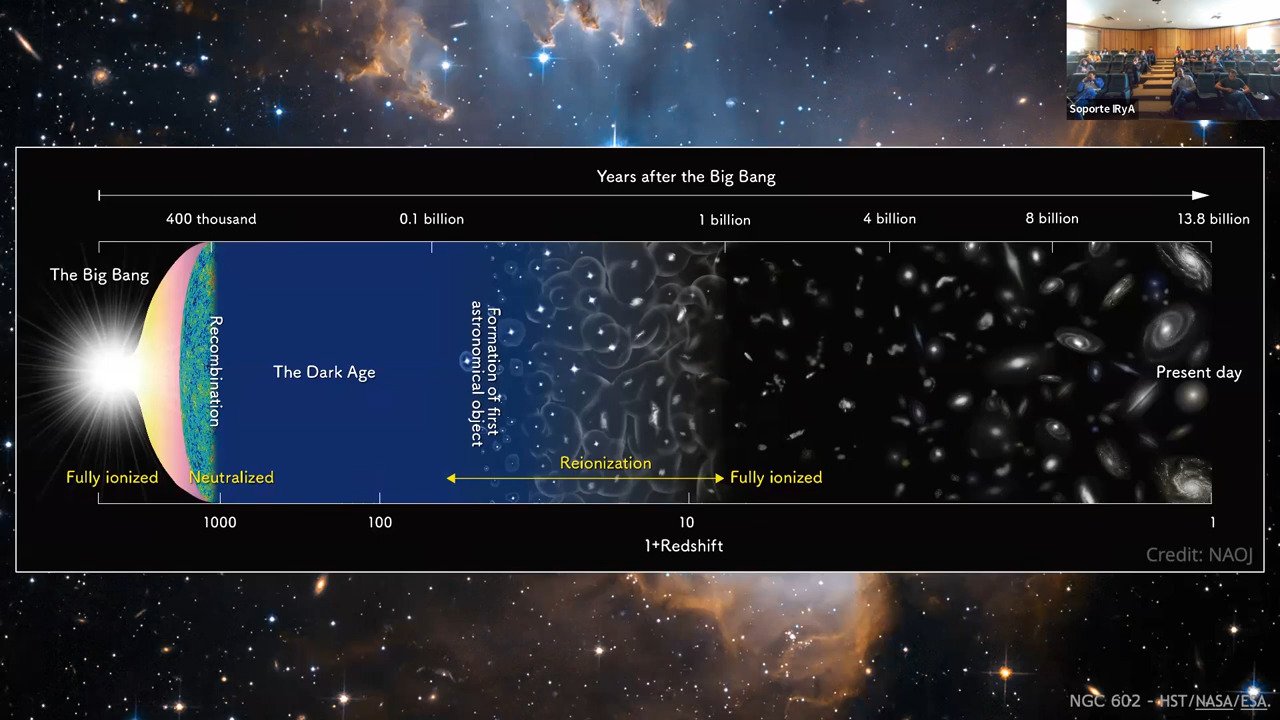 Soporte IRyA
Years after the Big Bang
400 thousand
0.1 billion
1 billion
4 billion
8 billion
13.8 billion
The Big Bang
Recombination
The Dark Age
Formation of first
astronomical object
Present day
Fully ionized
Neutralized
Reionization
Fully ionized
1000
100
10
1
1+Redshift
Credit: NAOJ
NGC 602 - HST/NASA/ESA.